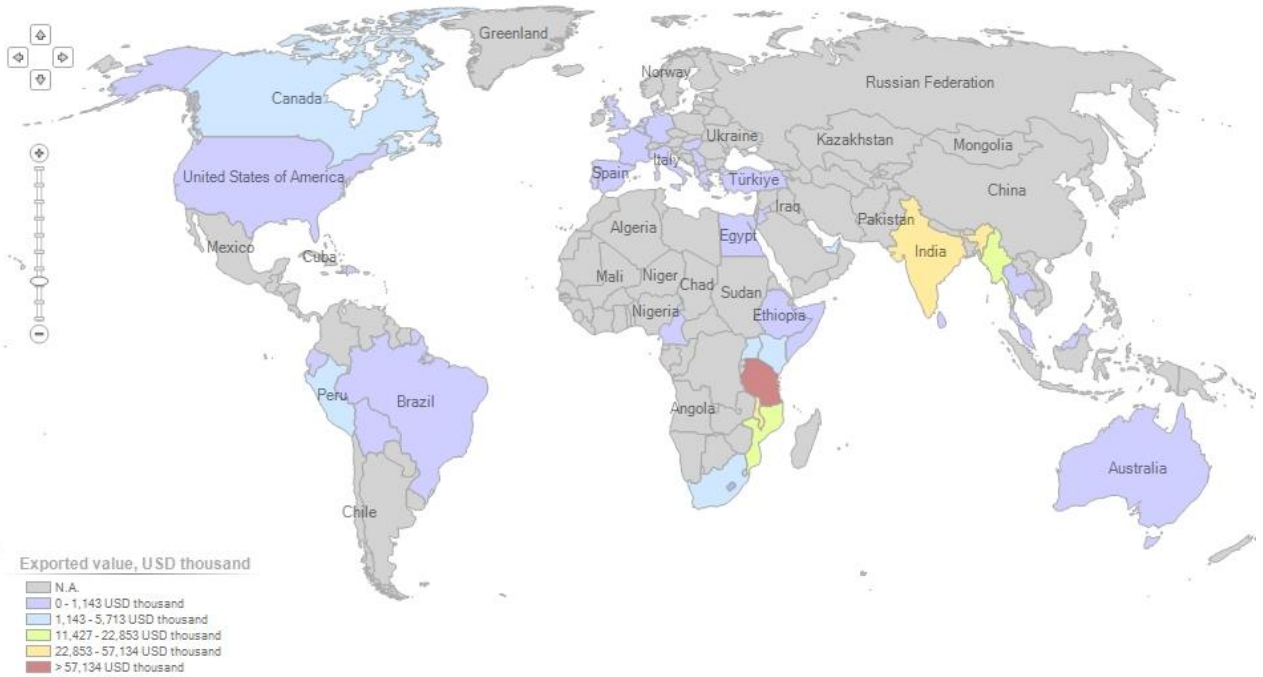 Greenland
Norway
Russian Federation
Canada
Ukraine
Kazakhstan
Mongolia
Italy
Spain
Türkiye
United States of America
China
Iraq
Pakistan
Algeria
Egypt
Mexico
India
Cuba
Mali
Niger
Chad
Sudan
Nigeria
Ethiopia
Peru
Brazil
Angola
Australia
Chile
Exported value, USD thousand
N.A.
0 - 1,143 USD thousand
1,143 - 5,713 USD thousand
11,427 - 22,853 USD thousand
22,853 - 57,134 USD thousand
> 57,134 USD thousand